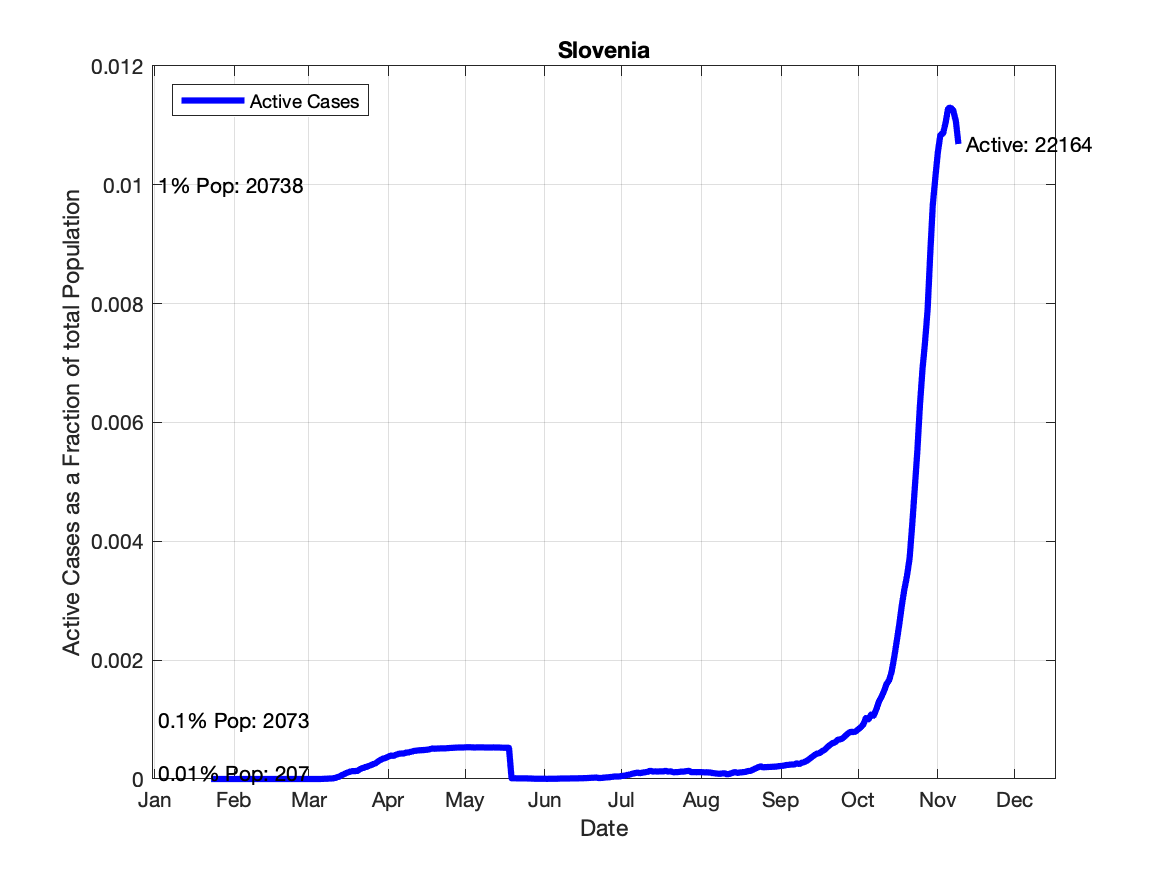 Slovenia
0.012
Active Cases
Active: 22164
0.01
1% Pop: 20738
0.008
0.006
0.004
0.002
0.1% Pop: 2073
0
0.01% Pop: 207
Active Cases as a Fraction of total Population
Jan Feb Mar Apr May Jun Jul Aug Sep Oct Nov Dec
Date